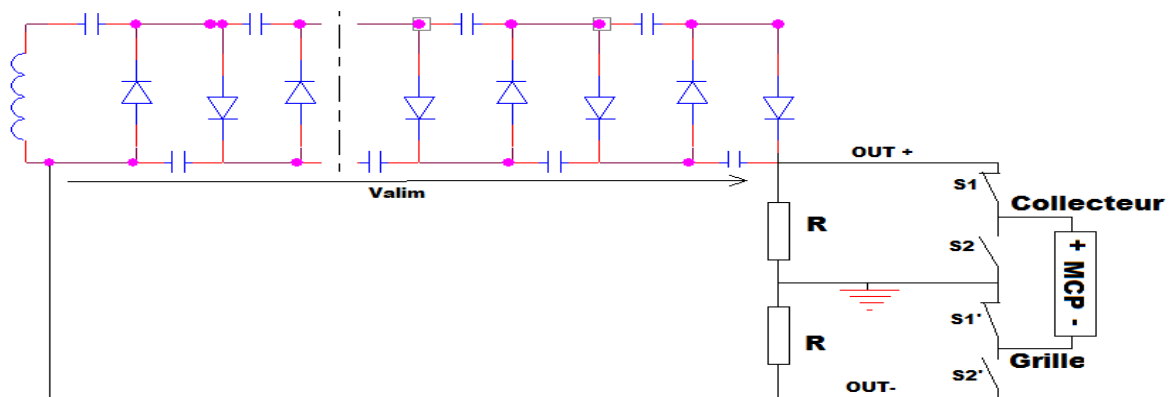 OUT +
Valim
S1
Collecteur
R
S2
+ MCP -
S1'
R
Grille
S2'
OUT-